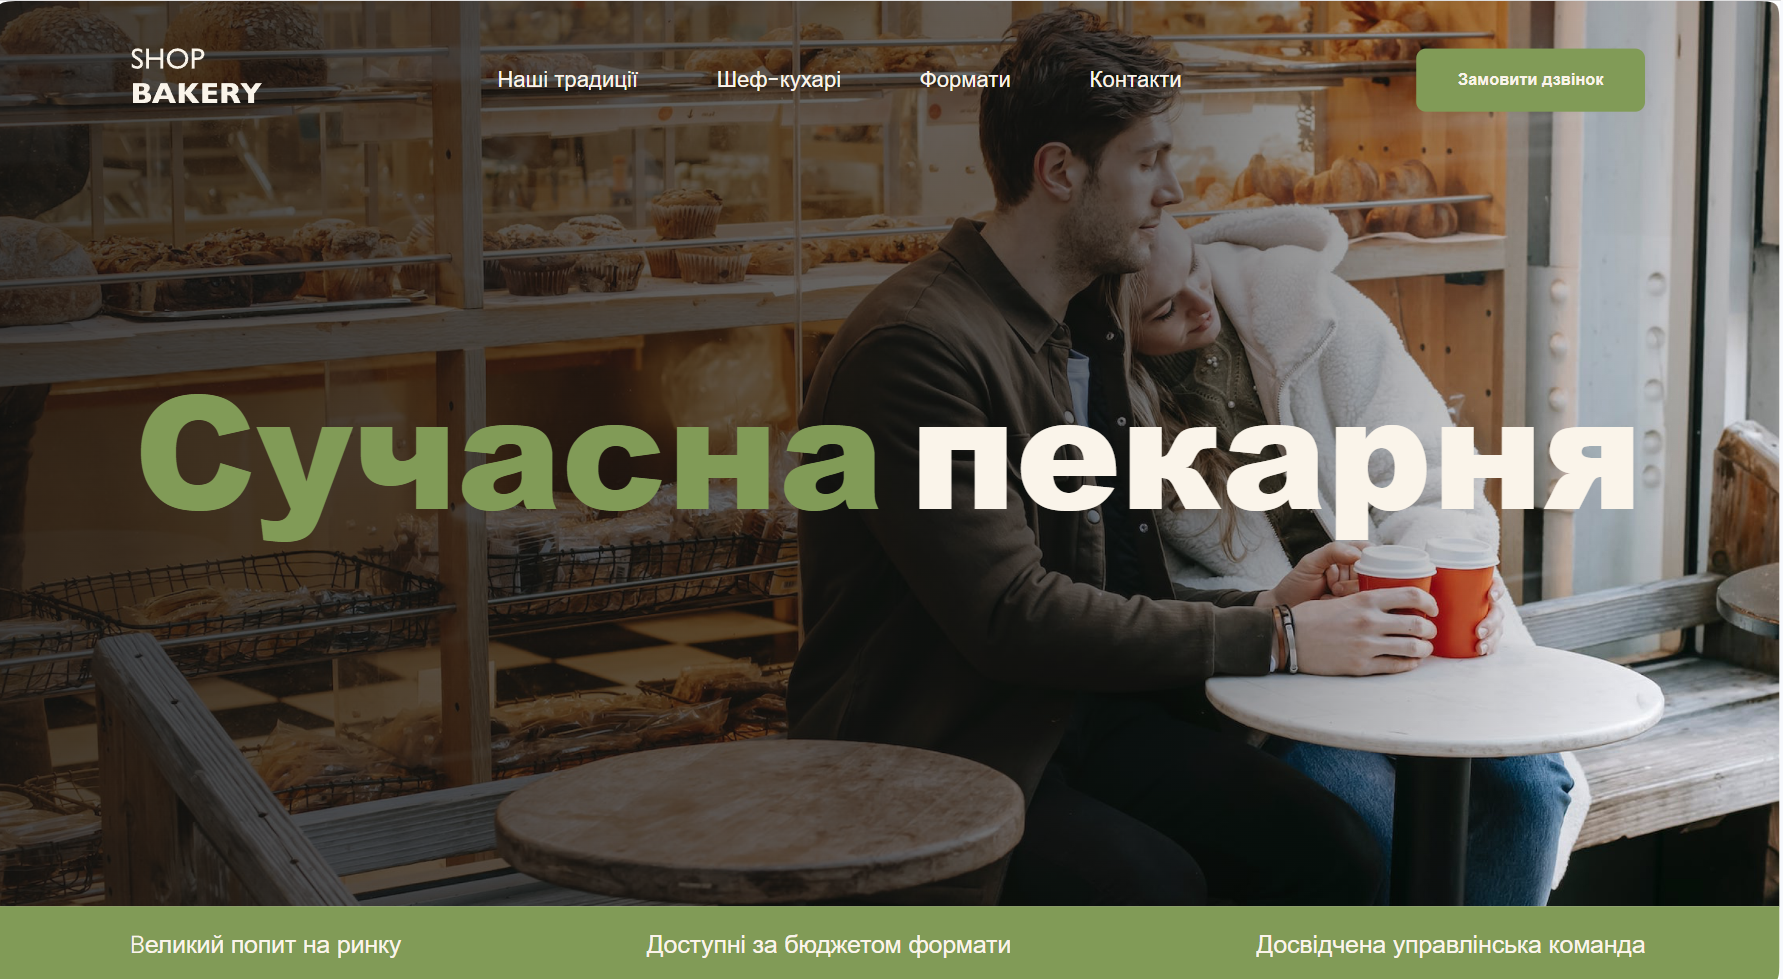 SHOP
BAKERY
Наші традиції
Шеф-кухарі
Формати
Контакти
Замовити дзвінок
Сучасна пекарня
Великий попит на ринку
Доступні за бюджетом формати
Досвідчена управлінська команда